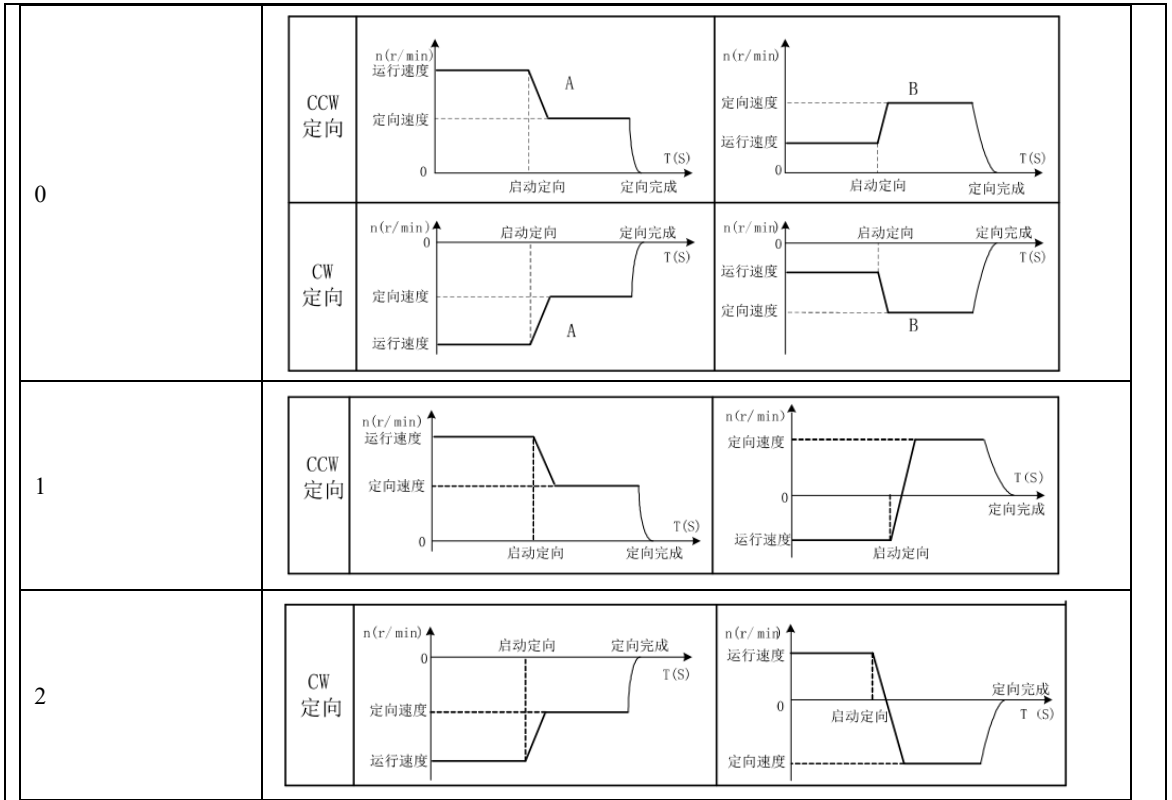 0
CCW
定向
n(r/min)
运行速度
A
定向速度
T(S)
0
启动定向
定向完成
n(r/min)
B
定向速度
运行速度
T(S)
0
启动定向
定向完成
CW
定向
n(r/min)
启动定向
定向完成
0
T(S)
定向速度
A
运行速度
n(r/min)
启动定向
定向完成
0
T(S)
运行速度
定向速度
B
1
CCW
定向
n(r/min)
运行速度
定向速度
T(S)
0
启动定向
定向完成
n(r/min)
定向速度
T(S)
0
定向完成
运行速度
启动定向
2
CW
定向
n(r/min)
启动定向
定向完成
0
T(S)
定向速度
运行速度
n(r/min)
运行速度
定向完成
0
启动定向
T (S)
定向速度